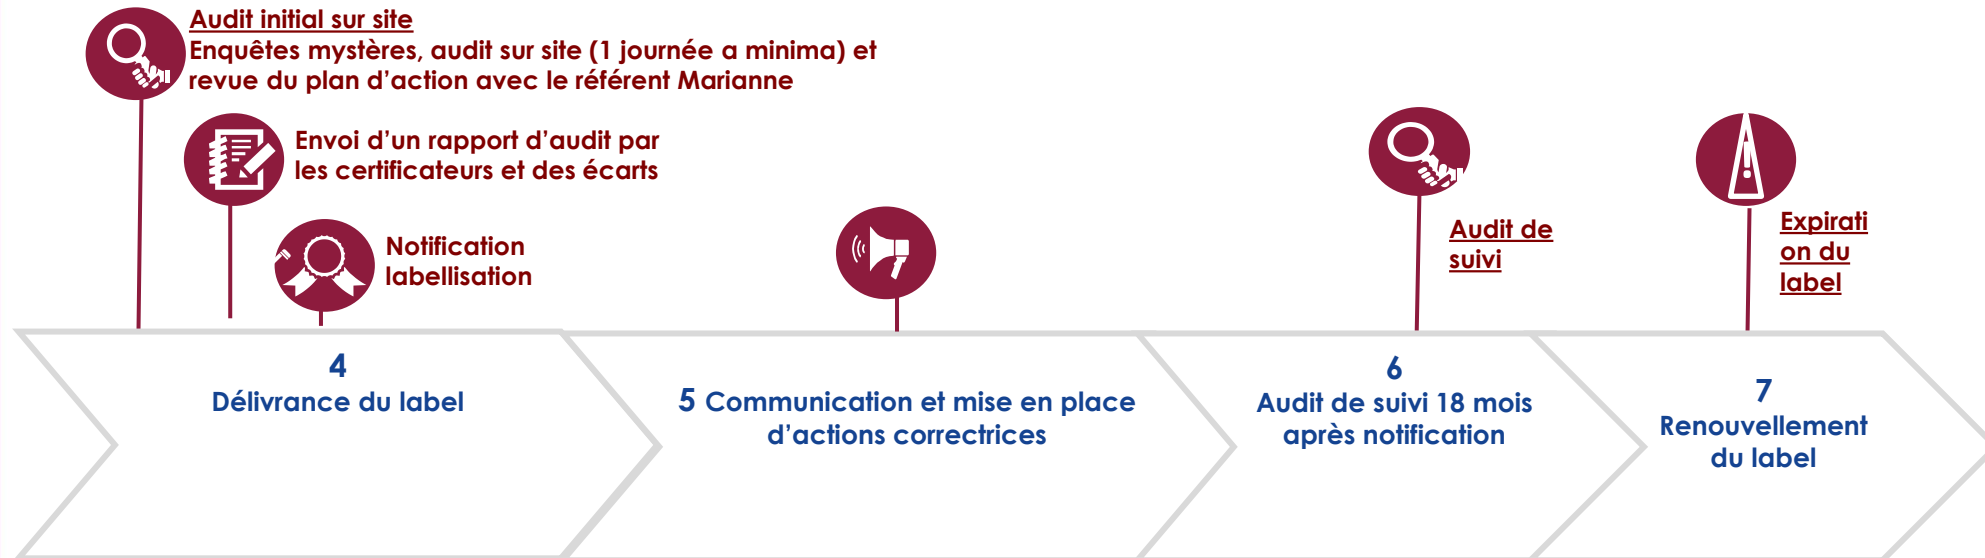 Audit initial sur site
Enquêtes mystères, audit sur site (1 journée a minima) et
revue du plan d'action avec le référent Marianne
Envoi d'un rapport d'audit par
les certificateurs et des écarts
Notification
labellisation
Audit de
suivi
Expirati
on du
label
4
Délivrance du label
5 Communication et mise en place
d'actions correctrices
6
Audit de suivi 18 mois
après notification
7
Renouvellement
du label